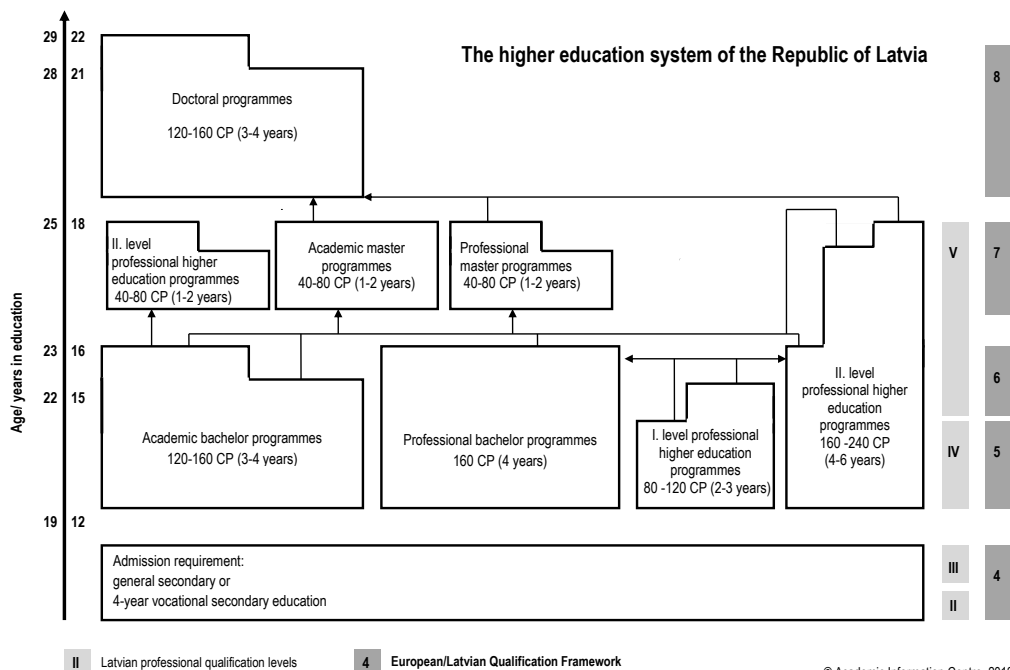 The higher education system of the Republic of Latvia
29 22
28 21
8
Doctoral programmes
120-160 CP (3-4 years)
25 18
II. level
professional higher
education programmes
40-80 CP (1-2 years)
Academic master
programmes
40-80 CP (1-2 years)
Professional
master programmes
40-80 CP (1-2 years)
V
7
Age/ years in education
23 16
22 15
6
Academic bachelor programmes
120-160 CP (3-4 years)
Professional bachelor programmes
160 CP (4 years)
I. level professional
higher education
programmes
80 -120 CP (2-3 years)
II. level
professional higher
education
programmes
160 -240 CP
(4-6 years)
IV
5
19 12
Admission requirement:
general secondary or
4-year vocational secondary education
III
II
4
II Latvian professional qualification levels
4 European/Latvian Qualification Framework